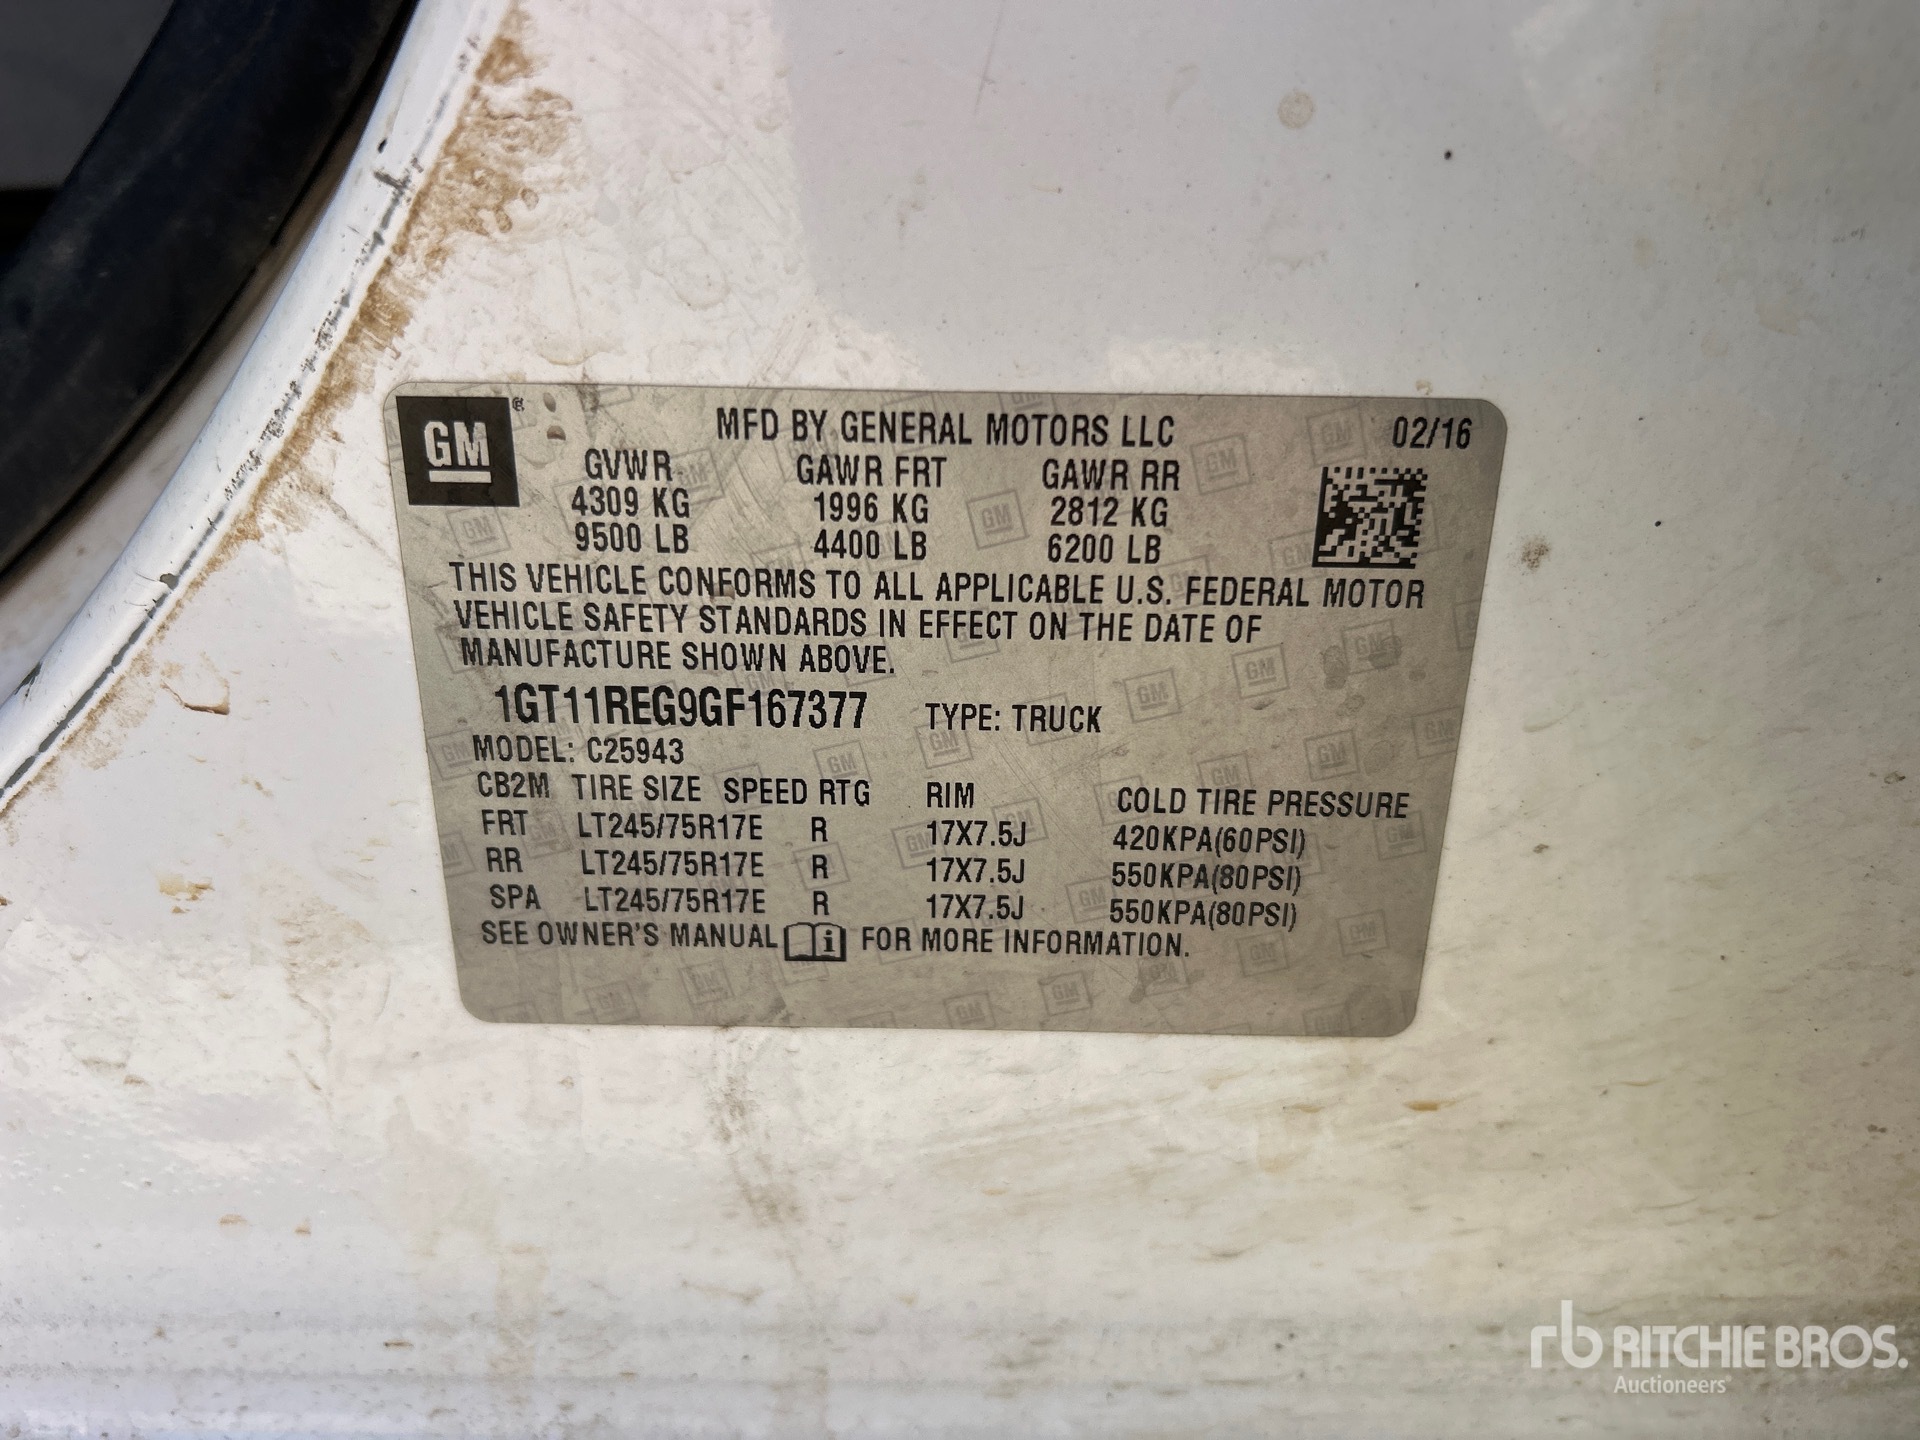 GM
MFD BY GENERAL MOTORS LLC 02/16
GVWR GAWR FRT GAWR RR
4309 KG 1996 KG 2812 KG
9500 LB 4400 LB 6200 LB
THIS VEHICLE CONFORMS TO ALL APPLICABLE U.S. FEDERAL MOTOR
VEHICLE SAFETY STANDARDS IN EFFECT ON THE DATE OF
MANUFACTURE SHOWN ABOVE.
1GT11REG9GF167377 TYPE: TRUCK
MODEL: C25943
CB2M TIRE SIZE SPEED RTG RIM COLD TIRE PRESSURE
FRT LT245/75R17E R 17X7.5J 420KPA(60PSI)
RR LT245/75R17E R 17X7.5J 550KPA(80PSI)
SPA LT245/75R17E R 17X7.5J 550KPA(80PSI)
SEE OWNER'S MANUAL FOR MORE INFORMATION.
rb RITCHIE BROS.
Auctioneers